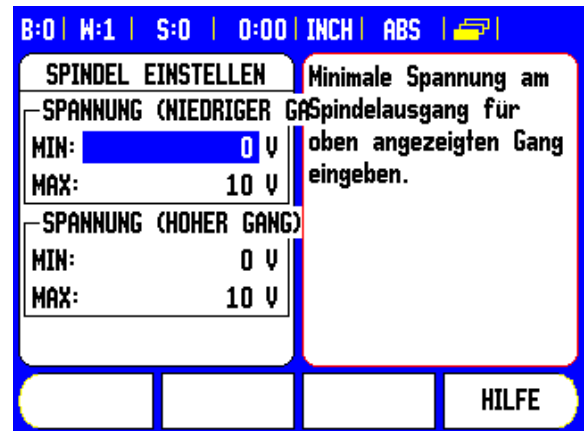 B:0 | W:1 | S:0 | 0:00 | INCH | ABS |
SPINDEL EINSTELLEN
SPANNUNG (NIEDRIGER GA
MIN: 0 V
MAX: 10 V
SPANNUNG (HOHER GANG)
MIN: 0 V
MAX: 10 V
Minimale Spannung am
Spindelausgang für
oben angezeigten Gang
eingeben.
HILFE